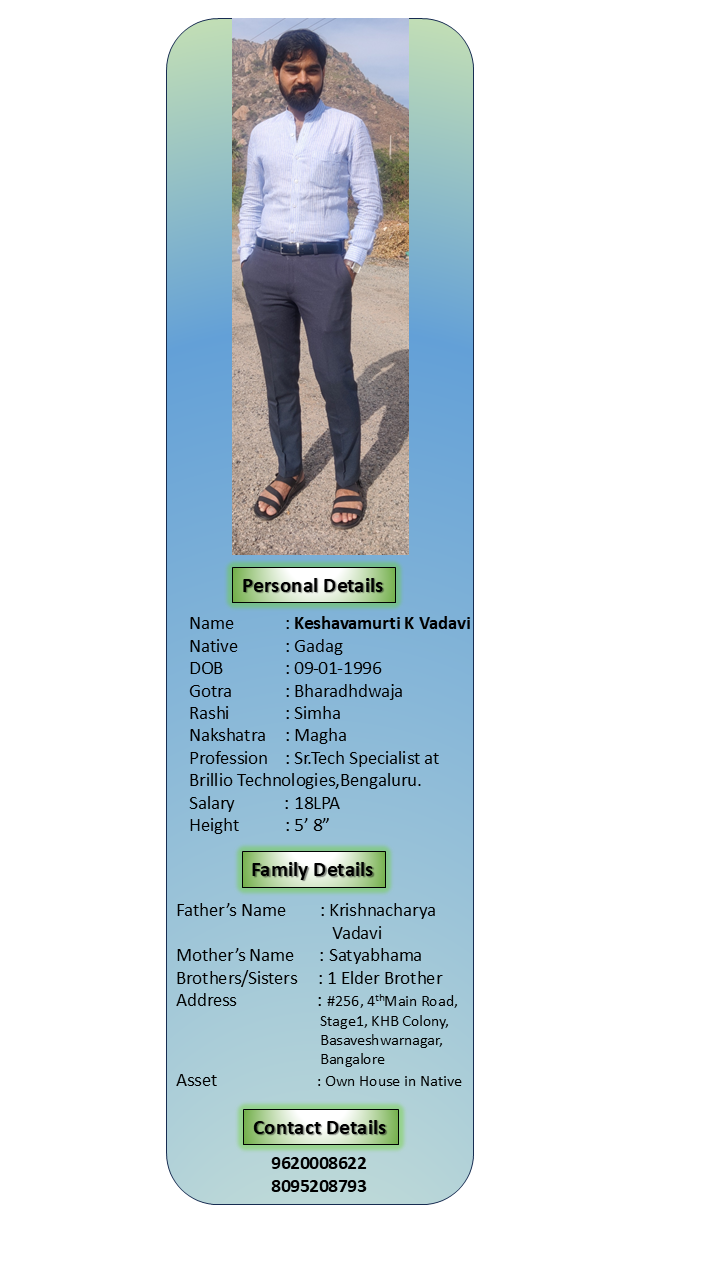 Personal Details
Name : Keshavamurti K Vadavi
Native : Gadag
DOB : 09-01-1996
Gotra : Bharadhdwaja
Rashi : Simha
Nakshatra : Magha
Profession : Sr.Tech Specialist at
Brillio Technologies,Bengaluru.
Salary : 18LPA
Height : 5’ 8”
Family Details
Father’s Name : Krishnacharya
Vadavi
Mother’s Name : Satyabhama
Brothers/Sisters : 1 Elder Brother
Address : #256, 4thMain Road,
Stage1, KHB Colony,
Basaveshwarnagar,
Bangalore
Asset : Own House in Native
Contact Details
9620008622
8095208793